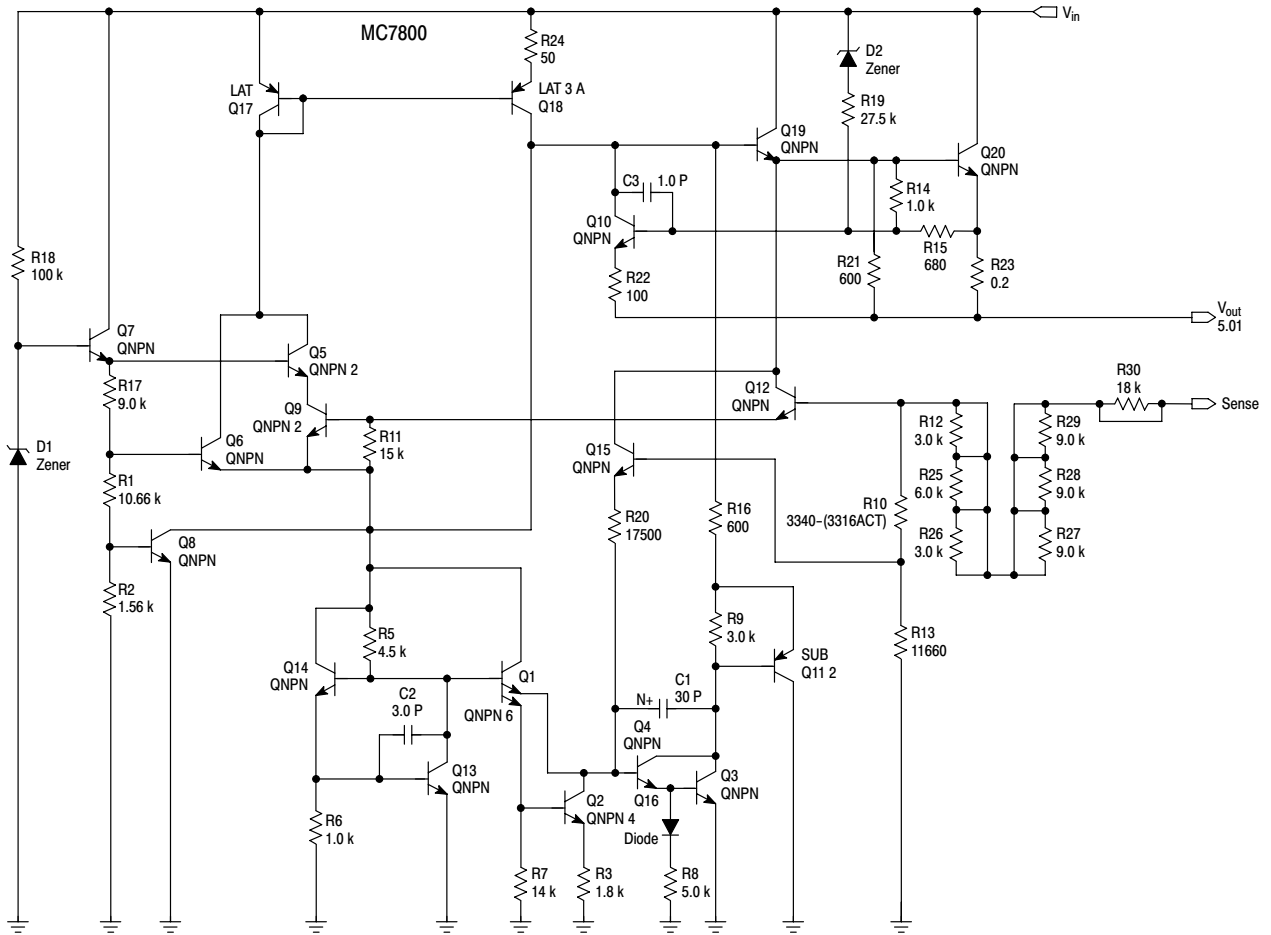 MC7800
V_in
R24
50
D2
Zener
LAT
Q17
LAT 3 A
Q18
R19
27.5 k
Q19
QNPN
Q20
QNPN
C3
1.0 P
R14
1.0 k
Q10
QNPN
R18
100 k
R15
680
R21
600
R23
0.2
R22
100
V_out
5.01
Q7
QNPN
Q5
QNPN 2
R17
9.0 k
Q12
QNPN
R30
18 k
Sense
Q9
QNPN 2
R12
3.0 k
R29
9.0 k
Q6
QNPN
R11
15 k
D1
Zener
Q15
QNPN
R1
10.66 k
R25
6.0 k
R28
9.0 k
R10
3340-(3316ACT)
R16
600
R20
17500
R26
3.0 k
R27
9.0 k
Q8
QNPN
R2
1.56 k
R9
3.0 k
R5
4.5 k
R13
11660
SUB
Q11 2
Q14
QNPN
Q1
QNPN 6
C1
30 P
N+
C2
3.0 P
Q4
QNPN
Q13
QNPN
Q3
QNPN
Q16
Q2
QNPN 4
R6
1.0 k
Diode
R7
14 k
R3
1.8 k
R8
5.0 k